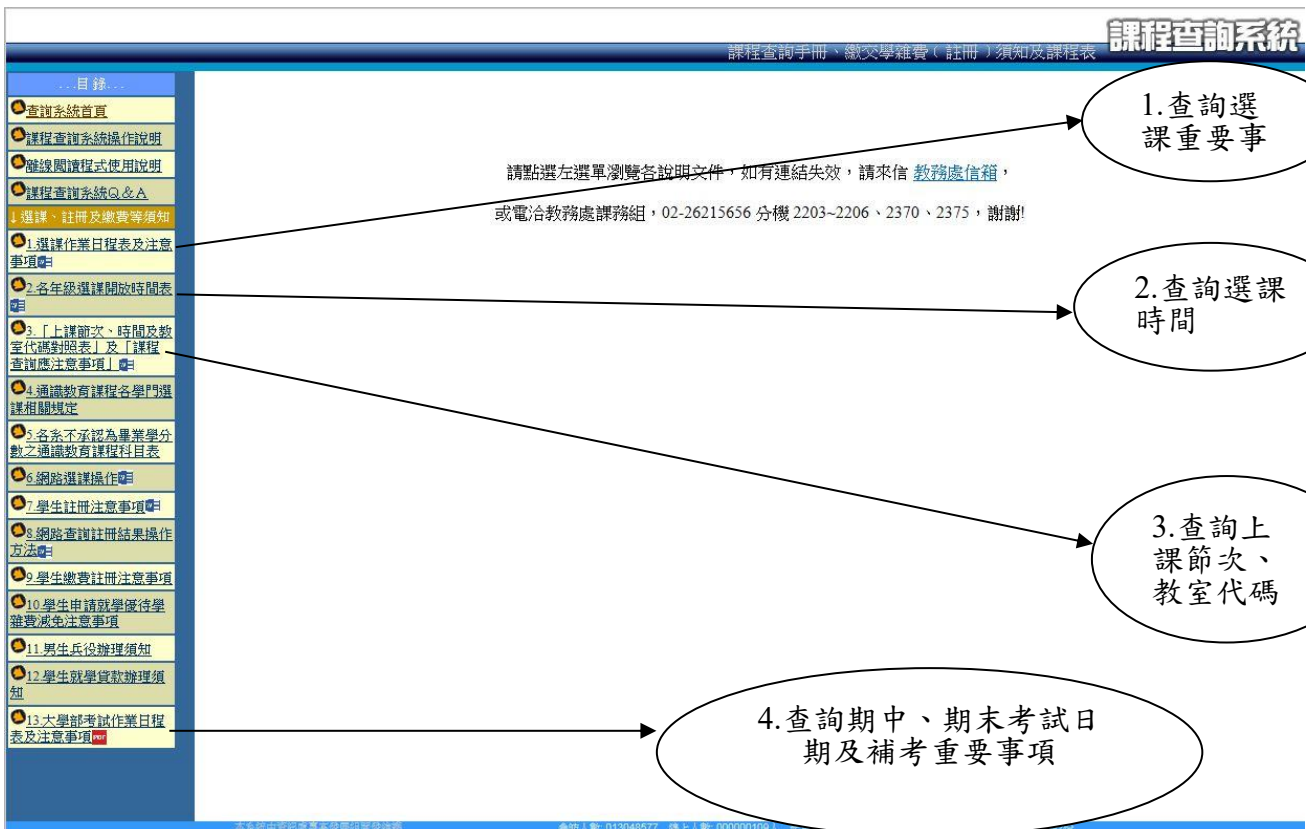 課程查詢系統
課程查詢手冊、繳交學雜費（註冊）須知及課程表
...目錄...
查詢系統首頁
課程查詢系統操作說明
離線閱讀程式使用說明
課程查詢系統Q&A
↓選課、註冊及繳費等須知
1.選課作業日程表及注意
事項
2.各年級選課開放時間表
3.「上課節次、時間及教
室代碼對照表」及「課程
查詢應注意事項」
4.通識教育課程各學門選
課相關規定
5.各系不承認為畢業學分
數之通識教育課程科目表
6.網路選課操作
7.學生註冊注意事項
8.網路查詢註冊結果操作
方法
9.學生繳費註冊注意事項
10.學生申請就學優待學
雜費減免注意事項
11.男生兵役辦理須知
12.學生就學貸款辦理須
知
13.大學部考試作業日程
表及注意事項
PDF
請點選左選單瀏覽各說明文件，如有連結失效，請來信 教務處信箱，
或電洽教務處課務組，02-26215656 分機 2203~2206、2370、2375，謝謝!
1.查詢選
課重要事
2.查詢選課
時間
3.查詢上
課節次、
教室代碼
4.查詢期中、期末考試日
期及補考重要事項